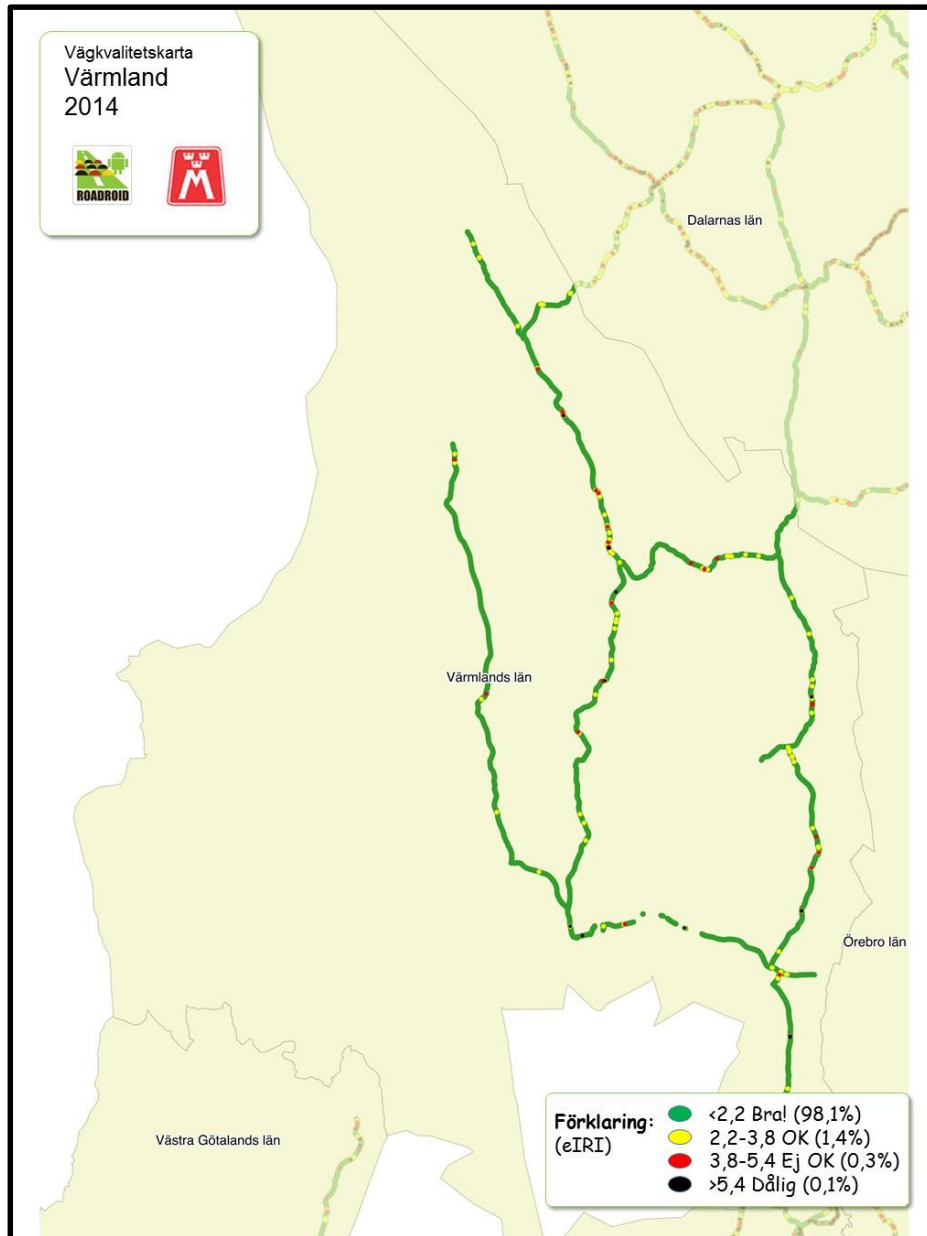 Vägkvalitetskarta
Värmland
2014
ROADROID
M
Dalarnas län
Värmlands län
Örebro län
Västra Götalands län
Förklaring:
(eIRI)
<2,2 Bra! (98,1%)
2,2-3,8 OK (1,4%)
3,8-5,4 Ej OK (0,3%)
>5,4 Dålig (0,1%)